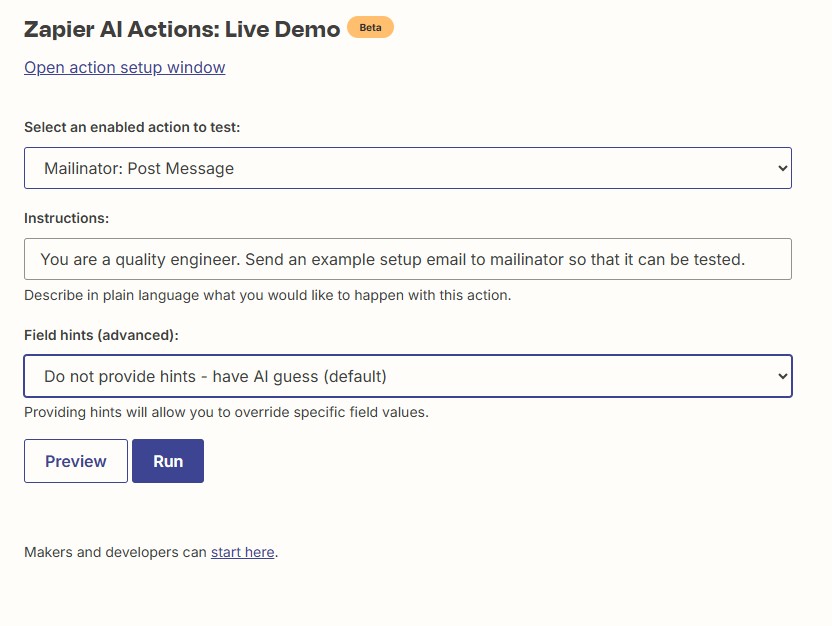 Zapier AI Actions: Live Demo Beta
Open action setup window
Select an enabled action to test:
Mailinator: Post Message
Instructions:
You are a quality engineer. Send an example setup email to mailinator so that it can be tested.
Describe in plain language what you would like to happen with this action.
Field hints (advanced):
Do not provide hints - have AI guess (default)
Providing hints will allow you to override specific field values.
Preview Run
Makers and developers can start here.